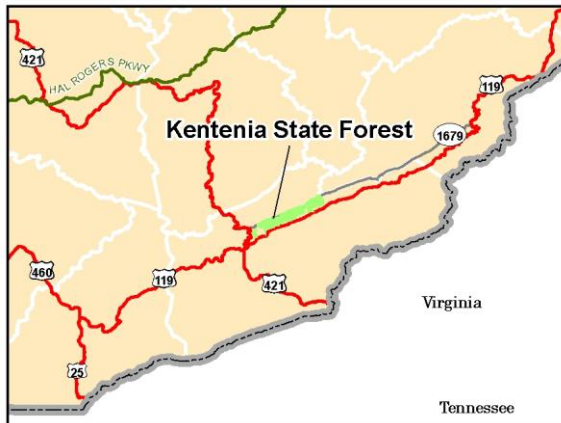 421
HAL ROGERS PKWY
119
1679
Kentenia State Forest
460
119
421
Virginia
25
Tennessee